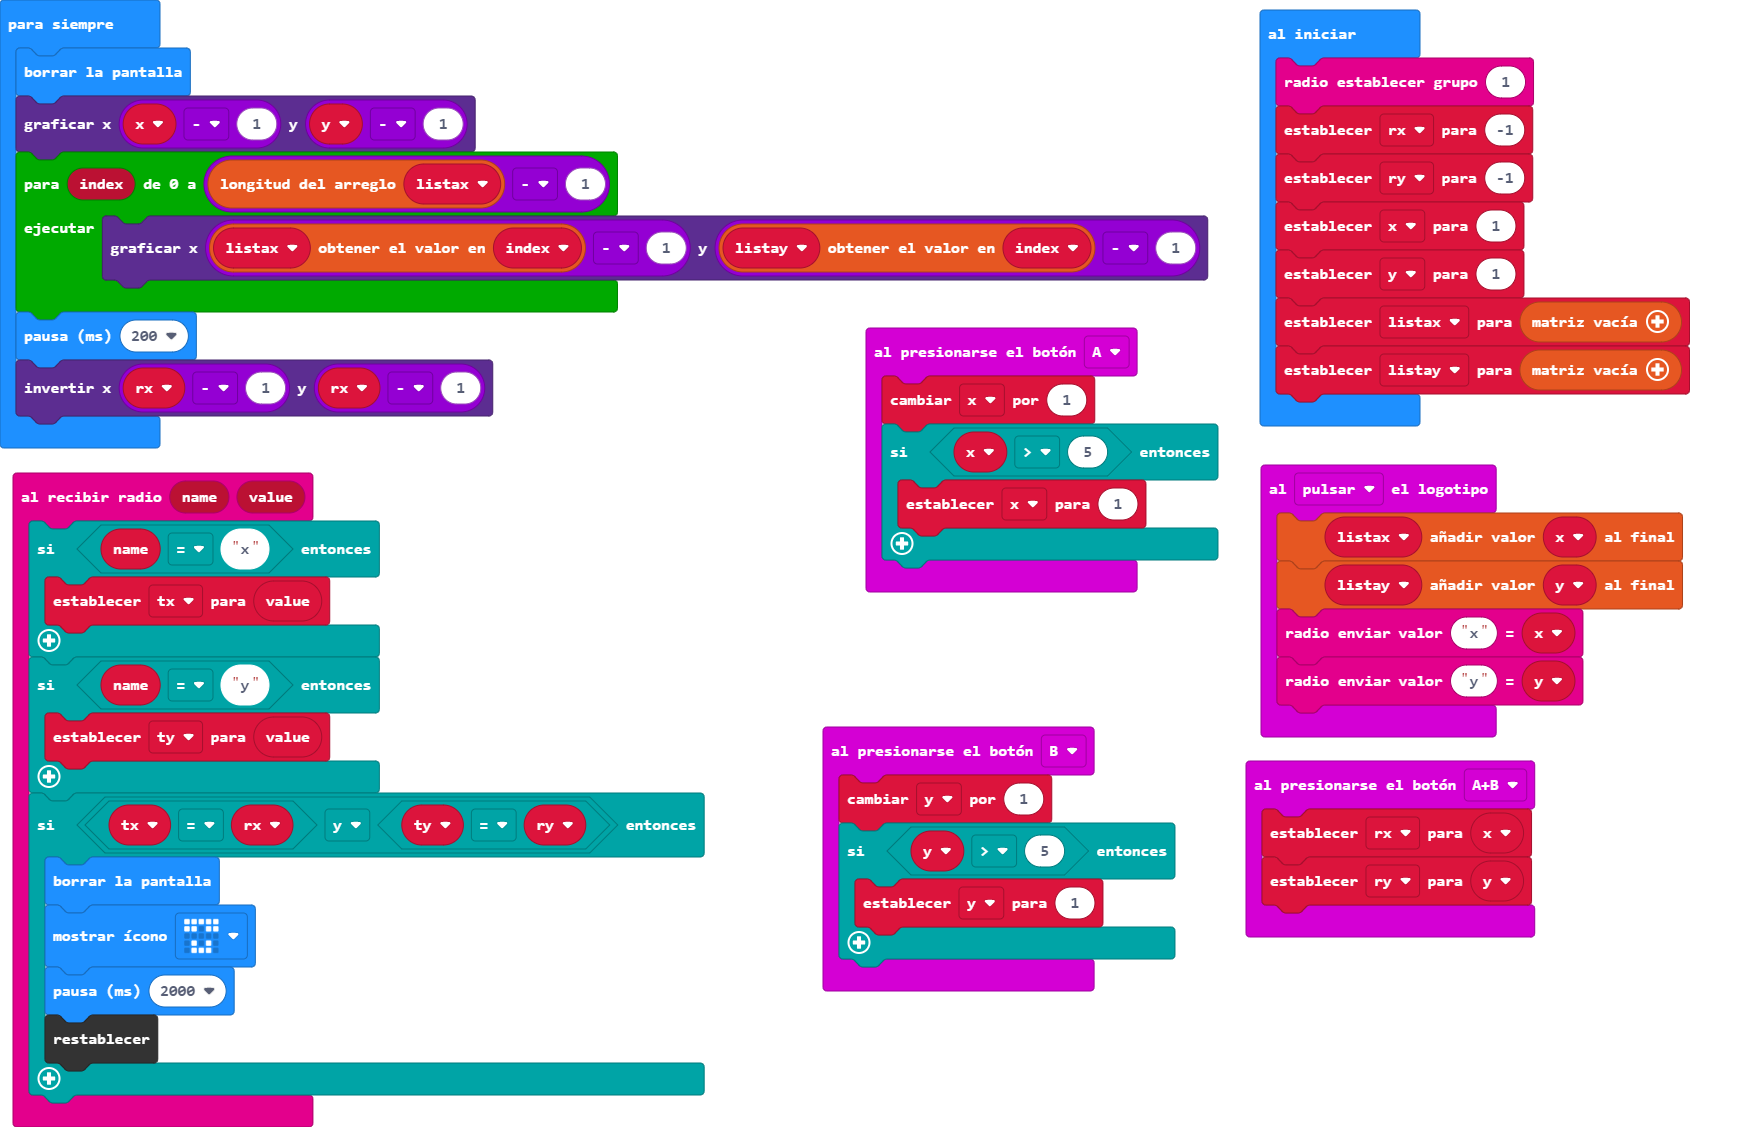 para siempre
borrar la pantalla
graficar x x - 1 y y - 1
para index de 0 a longitud del arreglo listax - 1
ejecutar
graficar x listax obtener el valor en index - 1 y listay obtener el valor en index - 1
pausa (ms) 200
invertir x rx - 1 y rx - 1
al recibir radio name value
si name = "x" entonces
establecer tx para value
si name = "y" entonces
establecer ty para value
si tx = rx y ty = ry entonces
borrar la pantalla
mostrar ícono
pausa (ms) 2000
restablecer
al presionarse el botón A
cambiar x por 1
si x > 5 entonces
establecer x para 1
al presionarse el botón B
cambiar y por 1
si y > 5 entonces
establecer y para 1
al iniciar
radio establecer grupo 1
establecer rx para -1
establecer ry para -1
establecer x para 1
establecer y para 1
establecer listax para matriz vacía
establecer listay para matriz vacía
al pulsar el logotipo
listax añadir valor x al final
listay añadir valor y al final
radio enviar valor "x" = x
radio enviar valor "y" = y
al presionarse el botón A+B
establecer rx para x
establecer ry para y